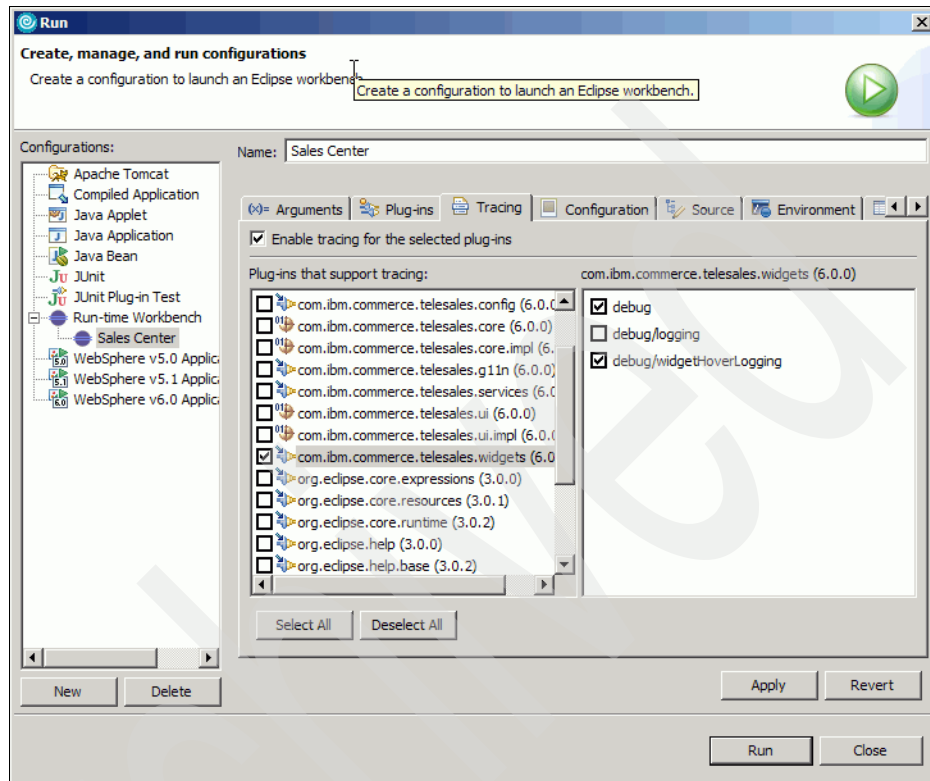 Run
Create, manage, and run configurations
Create a configuration to launch an Eclipse workbench.
Create a configuration to launch an Eclipse workbench.
Configurations:
Apache Tomcat
Compiled Application
Java Applet
Java Application
Java Bean
JUnit
JUnit Plug-in Test
Run-time Workbench
Sales Center
WebSphere v5.0 Applica
WebSphere v5.1 Applica
WebSphere v6.0 Applica
New
Delete
Name: Sales Center
(x)= Arguments
Plug-ins
Tracing
Configuration
Source
Environment
Enable tracing for the selected plug-ins
Plug-ins that support tracing:
com.ibm.commerce.telesales.config (6.0.0
com.ibm.commerce.telesales.core (6.0.0)
com.ibm.commerce.telesales.core.impl (6.
com.ibm.commerce.telesales.g11n (6.0.0)
com.ibm.commerce.telesales.services (6.0
com.ibm.commerce.telesales.ui (6.0.0)
com.ibm.commerce.telesales.ui.impl (6.0.0
com.ibm.commerce.telesales.widgets (6.0
org.eclipse.core.expressions (3.0.0)
org.eclipse.core.resources (3.0.1)
org.eclipse.core.runtime (3.0.2)
org.eclipse.help (3.0.0)
org.eclipse.help.base (3.0.2)
com.ibm.commerce.telesales.widgets (6.0.0)
debug
debug/logging
debug/widgetHoverLogging
Select All
Deselect All
Apply
Revert
Run
Close